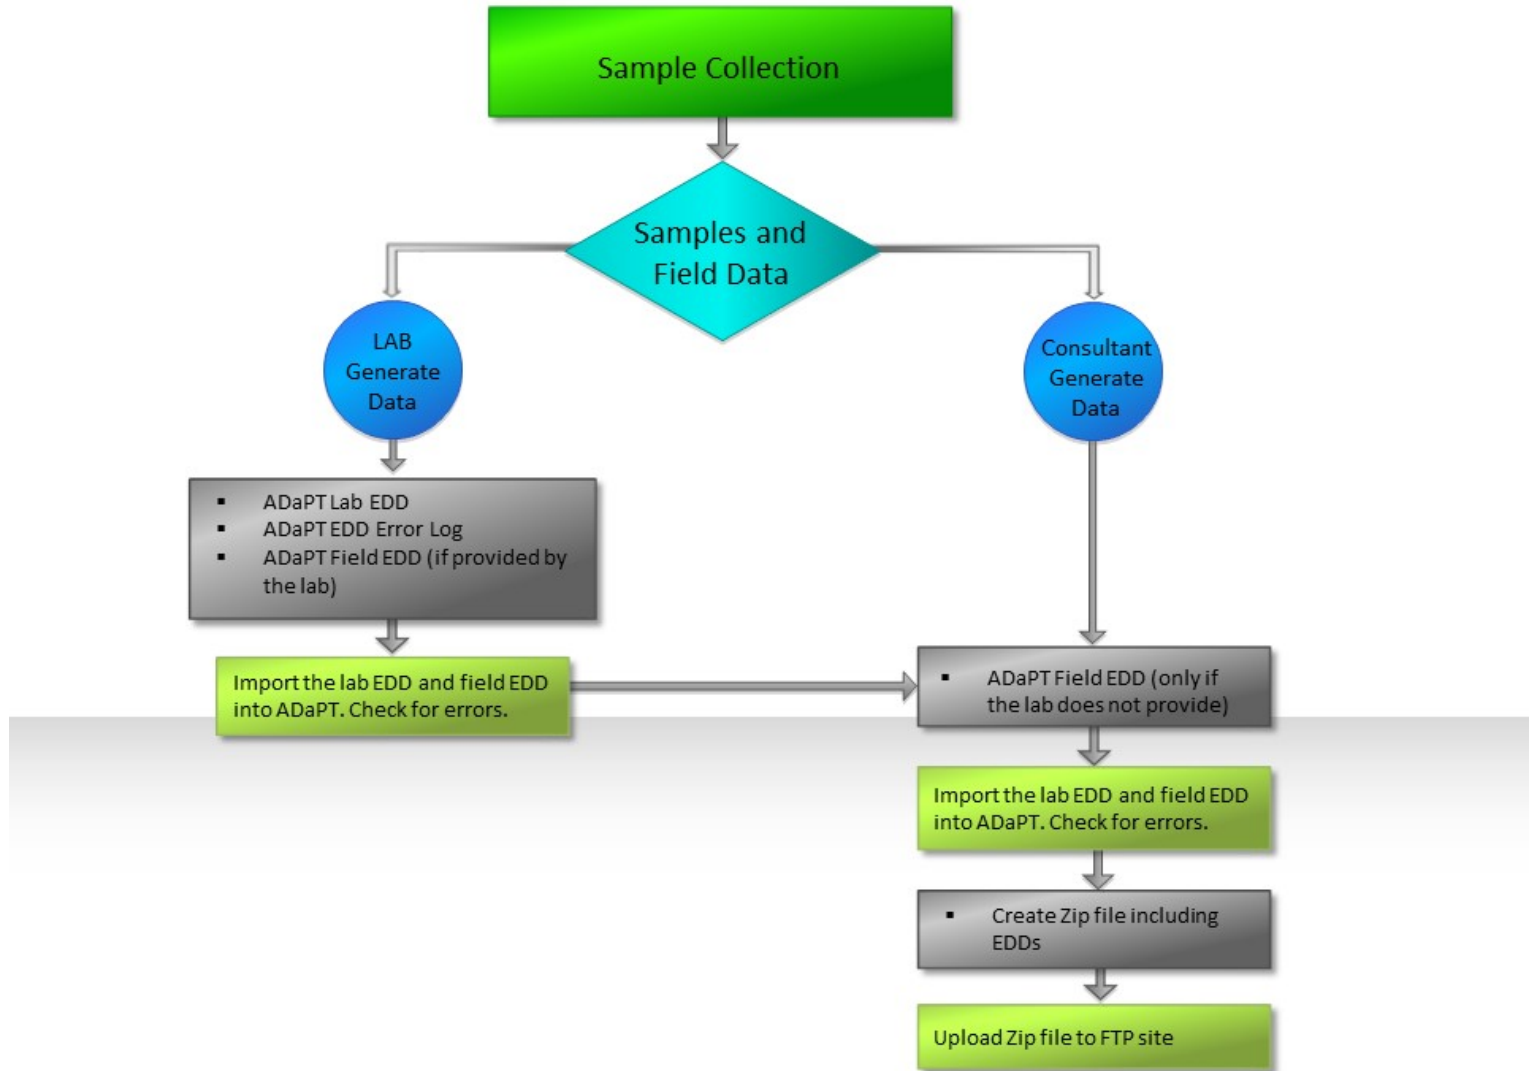 Sample Collection
Samples and
Field Data
LAB
Generate
Data
Consultant
Generate
Data
▪ ADaPT Lab EDD
▪ ADaPT EDD Error Log
▪ ADaPT Field EDD (if provided by
the lab)
Import the lab EDD and field EDD
into ADaPT. Check for errors.
▪ ADaPT Field EDD (only if
the lab does not provide)
Import the lab EDD and field EDD
into ADaPT. Check for errors.
▪ Create Zip file including
EDDs
Upload Zip file to FTP site